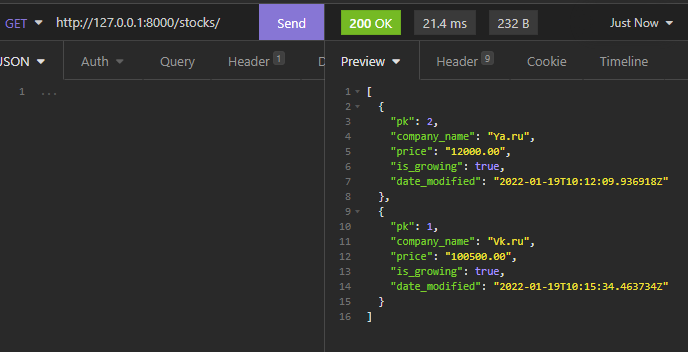 GET http://127.0.0.1:8000/stocks/ Send 200 OK 21.4 ms 232 B Just Now
JSON Auth Query Header 1 D Preview Header 9 Cookie Timeline
1 ...
1 [
2 {
3 "pk": 2,
4 "company_name": "Ya.ru",
5 "price": "12000.00",
6 "is_growing": true,
7 "date_modified": "2022-01-19T10:12:09.936918Z"
8 },
9 {
10 "pk": 1,
11 "company_name": "Vk.ru",
12 "price": "100500.00",
13 "is_growing": true,
14 "date_modified": "2022-01-19T10:15:34.463734Z"
15 }
16 ]